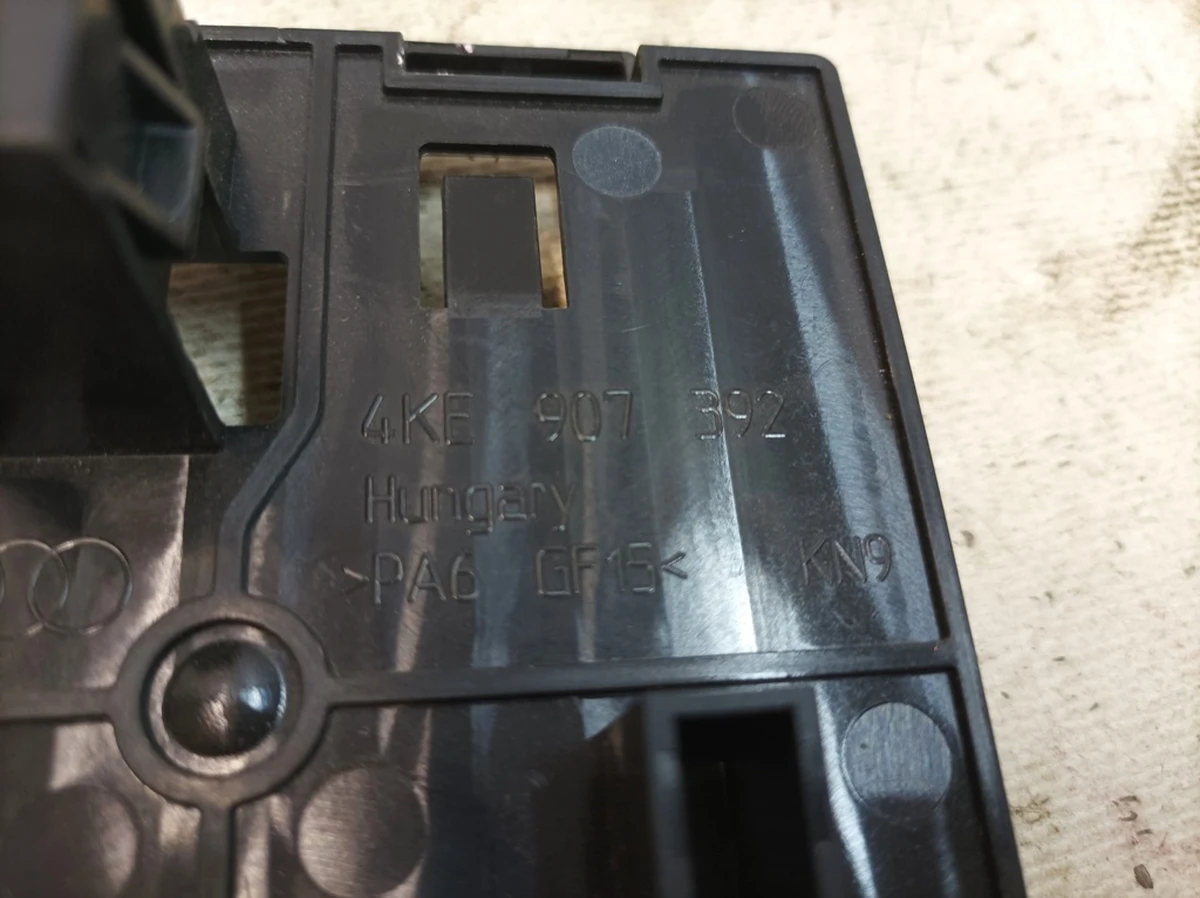 4KE 907 392
Hungary
>PA6 GF15< KN9